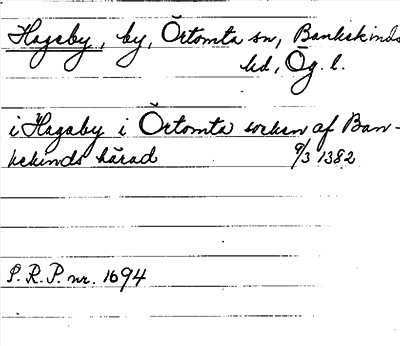 Hageby, by, Örtomta sn, Bankekinds
hd, Ög. l.
i Hagaby i Örtomta socken af Ban-
kekinds härad 9/3 1382
S.R.P. nr. 1694